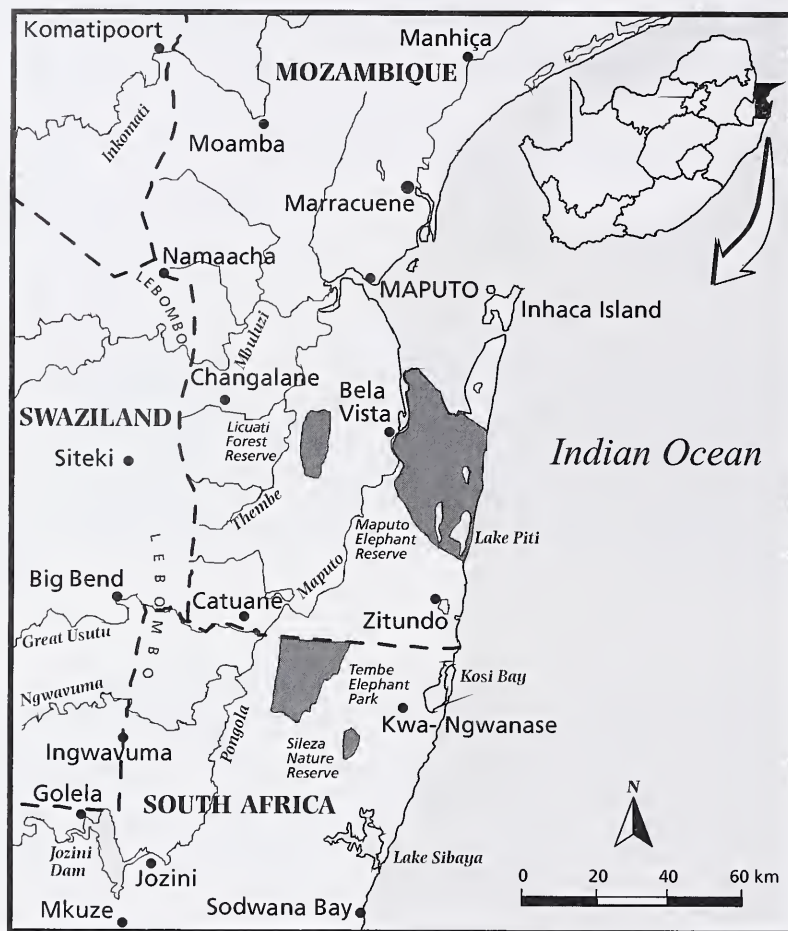 Komatipoort
Manhiça
MOZAMBIQUE
Inkomati
Moamba
Marracuene
Namaacha
MAPUTO
LEBOMBO
Inhaca Island
Mbuluzi
Changalane
Bela
Vista
SWAZILAND
Licuati
Forest
Reserve
Siteki
Indian Ocean
Thembe
Maputo
Elephant
Reserve
Lake Piti
LEBOMBO
Maputo
Big Bend
Catuane
Zitundo
Great Usutu
Kosi Bay
Tembe
Elephant
Park
Ngwavuma
Kwa- Ngwanase
Pongola
Ingwavuma
Sileza
Nature
Reserve
Golela
SOUTH AFRICA
N
Jozini
Dam
Lake Sibaya
Jozini
0 20 40 60 km
Mkuze
Sodwana Bay